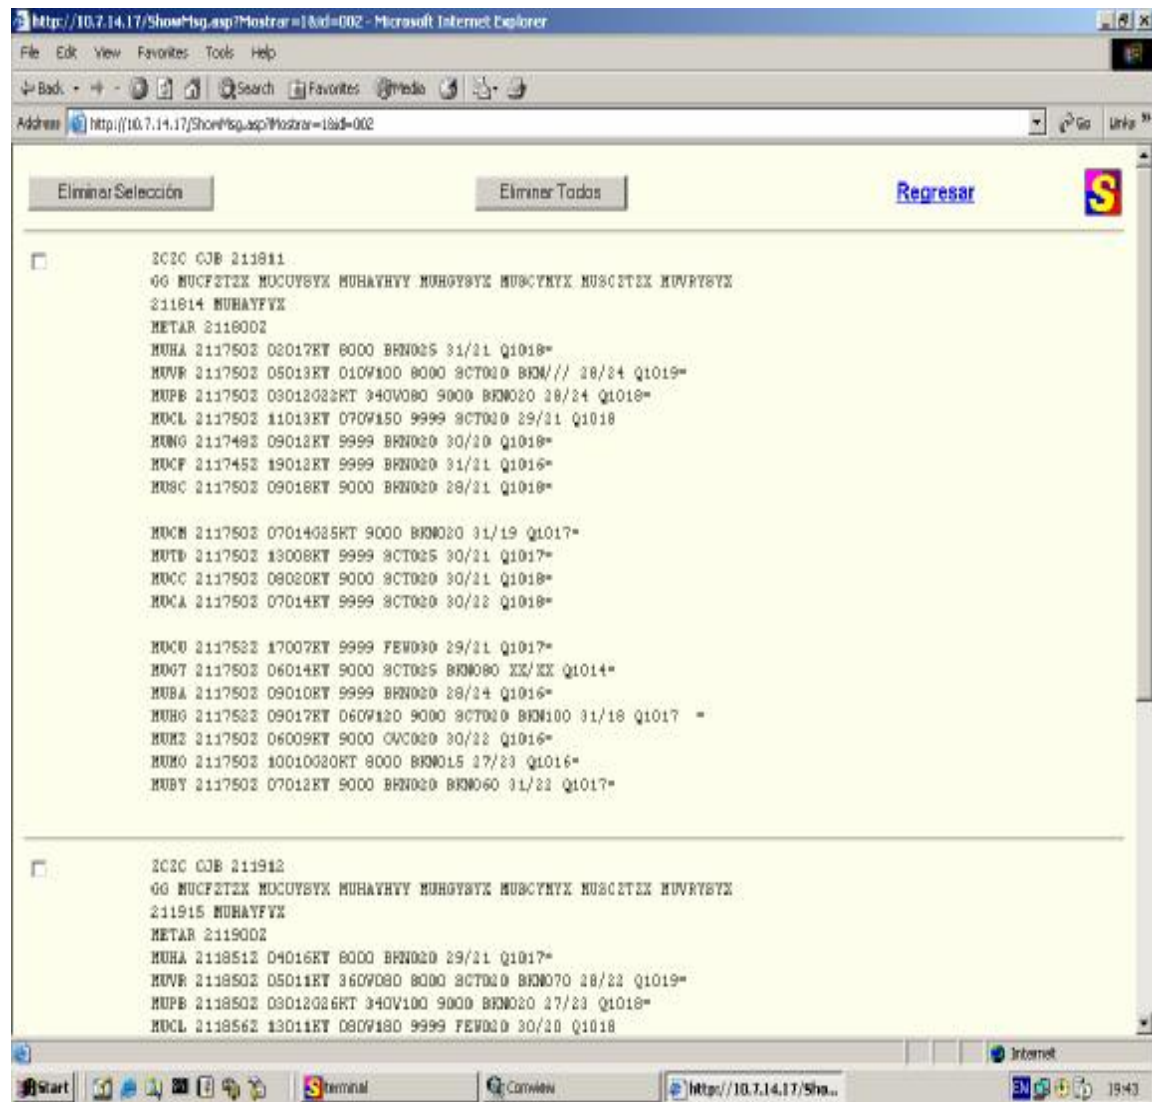 http://10.7.14.17/ShowMsg.asp?Mostrar=1&id=002 - Microsoft Internet Explorer
File Edit View Favorites Tools Help
Back Search Favorites Media
Address http://10.7.14.17/ShowMsg.asp?Mostrar=1&id=002 Go Links »
Eliminar Selección Eliminar Todos Regresar S
ZCZC CJB 211811
GG MUCFZTZX MUCUYSYX MUHAYHYY MUHGYSYX MUSCYMYX MUSCZTZX MUVRYSYX
211814 MUHAYFYX
METAR 211800Z
MUHA 211750Z 02017KT 8000 BKN025 31/21 Q1018=
MUVR 211750Z 05013KT 010V100 8000 SCT020 BKN/// 28/24 Q1019=
MUPB 211750Z 03012G22KT 340V080 9000 BKN020 28/24 Q1018=
MUCL 211750Z 11013KT 070V150 9999 SCT020 29/21 Q1018
MUNG 211748Z 09012KT 9999 BKN020 30/20 Q1018=
MUCF 211745Z 19012KT 9999 BKN020 31/21 Q1016=
MUSC 211750Z 09018KT 9000 BKN020 28/21 Q1018=
MUCM 211750Z 07014G25KT 9000 BKN020 31/19 Q1017=
MUTD 211750Z 13008KT 9999 SCT025 30/21 Q1017=
MUCC 211750Z 08020KT 9000 SCT020 30/21 Q1018=
MUCA 211750Z 07014KT 9999 SCT020 30/22 Q1018=
MUCU 211752Z 17007KT 9999 FEW030 29/21 Q1017=
MUGT 211750Z 06014KT 9000 SCT025 BKN080 XX/XX Q1014=
MUBA 211750Z 09010KT 9999 BKN020 28/24 Q1016=
MUHG 211752Z 09017KT 060V120 9000 SCT020 BKN100 31/18 Q1017 =
MUMZ 211750Z 06009KT 9000 OVC020 30/22 Q1016=
MUMO 211750Z 10010G20KT 8000 BKN015 27/23 Q1016=
MUBY 211750Z 07012KT 9000 BKN020 BKN060 31/22 Q1017=
ZCZC CJB 211912
GG MUCFZTZX MUCUYSYX MUHAYHYY MUHGYSYX MUSCYMYX MUSCZTZX MUVRYSYX
211915 MUHAYFYX
METAR 211900Z
MUHA 211851Z 04016KT 8000 BKN020 29/21 Q1017=
MUVR 211850Z 05011KT 360V080 8000 SCT020 BKN070 28/22 Q1019=
MUPB 211850Z 03012G26KT 340V100 9000 BKN020 27/23 Q1018=
MUCL 211856Z 13011KT 080V180 9999 FEW020 30/20 Q1018
Internet
Start terminal Comview http://10.7.14.17/Sho... EN 19:43